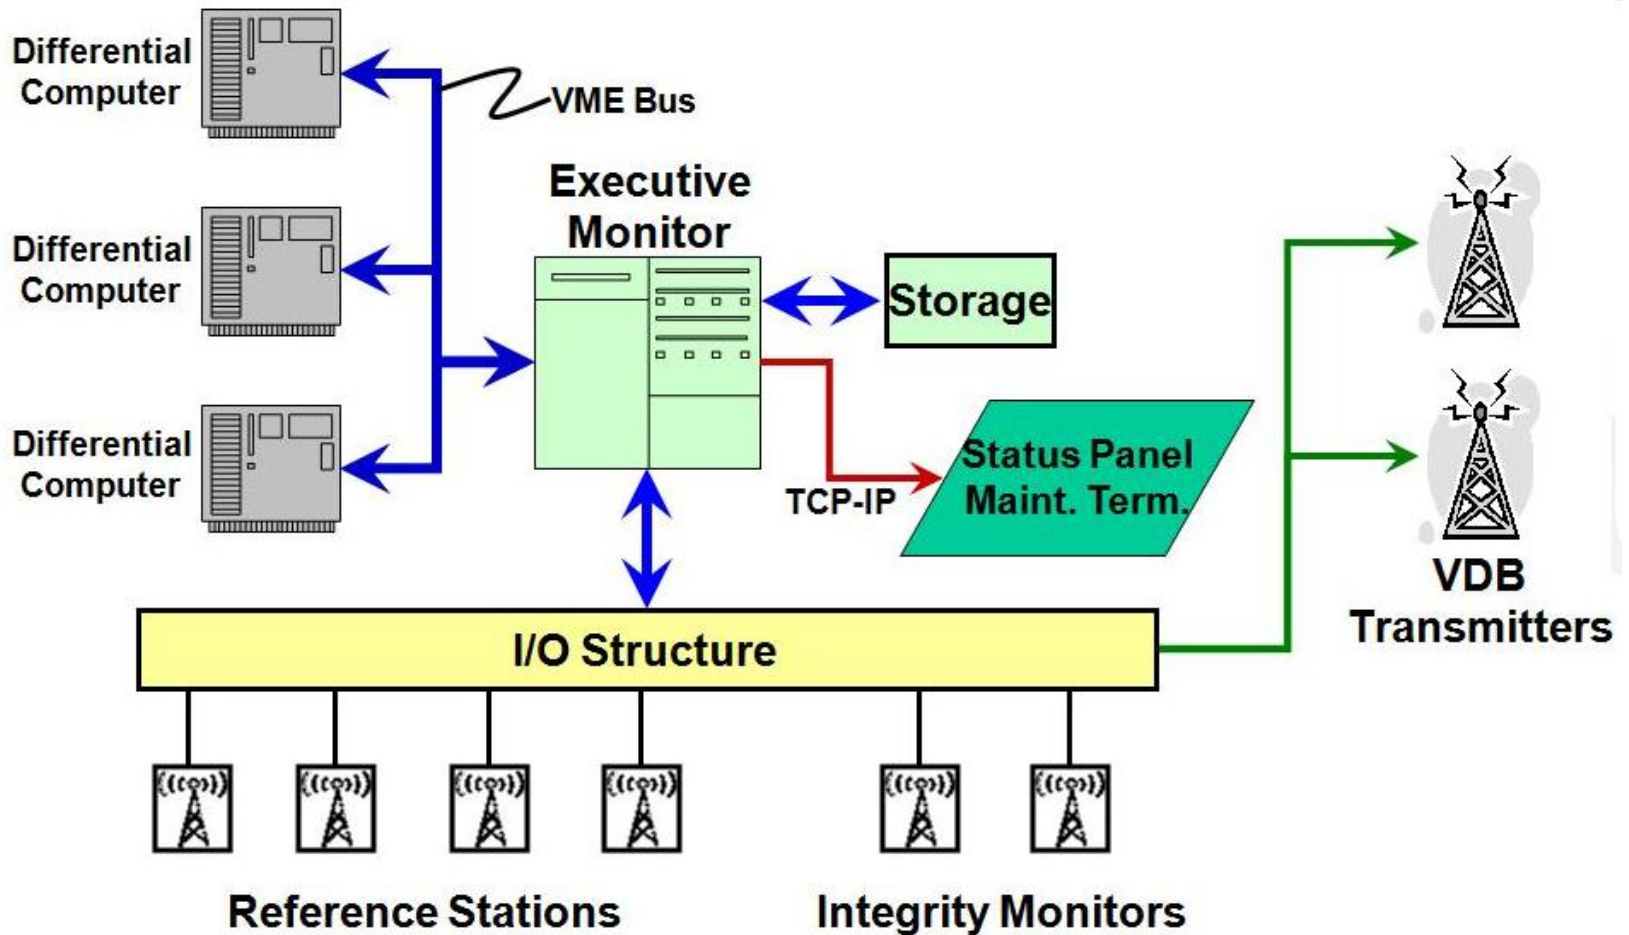 Differential
Computer
VME Bus
Executive
Monitor
Differential
Computer
Storage
Differential
Computer
Status Panel
Maint. Term.
TCP-IP
VDB
Transmitters
I/O Structure
Reference Stations
Integrity Monitors